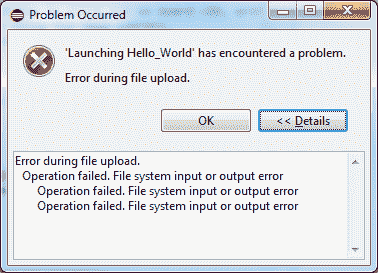 Problem Occurred
'Launching Hello_World' has encountered a problem.
Error during file upload.
OK
<< Details
Error during file upload.
Operation failed. File system input or output error
Operation failed. File system input or output error
Operation failed. File system input or output error